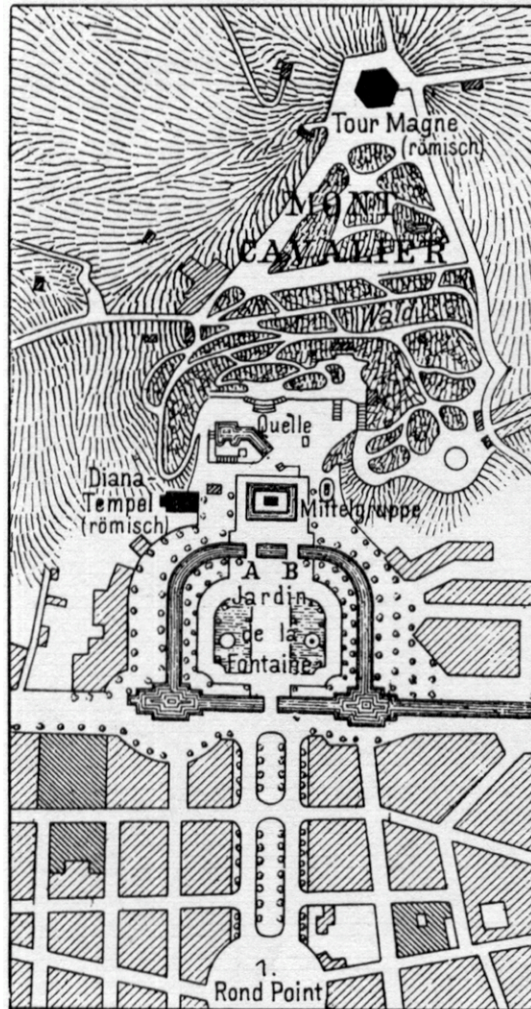 Tour Magne
(römisch)
MONT
CAVALIER
Wald
Quelle
Diana-
Tempel
(römisch)
Mittelgruppe
A B
Jardin
de la
Fontaine
1.
Rond Point